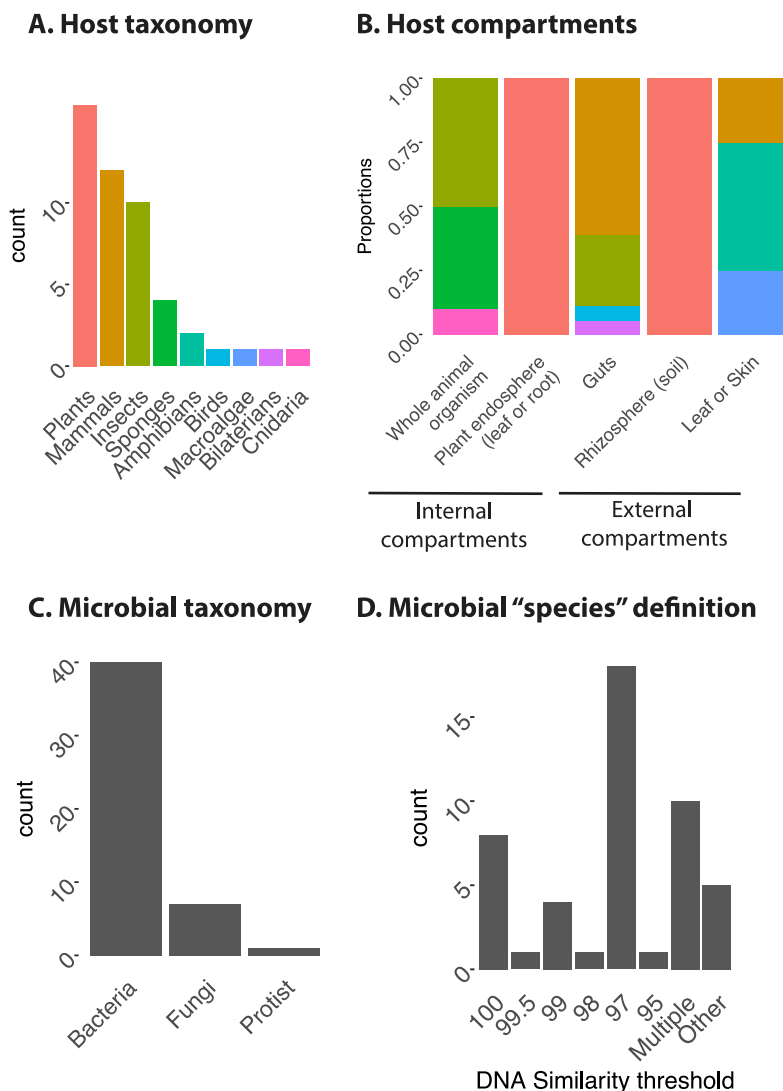 A. Host taxonomy
count
10-
5-
0-
Plants
Mammals
Insects
Sponges
Amphibians
Birds
Macroalgae
Bilaterians
Cnidaria
B. Host compartments
Proportions
1.00-
0.75-
0.50-
0.25-
0.00-
Whole animal
organism
Plant endosphere
(leaf or root)
Guts
Rhizosphere (soil)
Leaf or Skin
Internal
compartments
External
compartments
C. Microbial taxonomy
count
40-
30-
20-
10-
0-
Bacteria
Fungi
Protist
D. Microbial “species” definition
count
15-
10-
5-
0-
100
99.5
99
98
97
95
Multiple
Other
DNA Similarity threshold